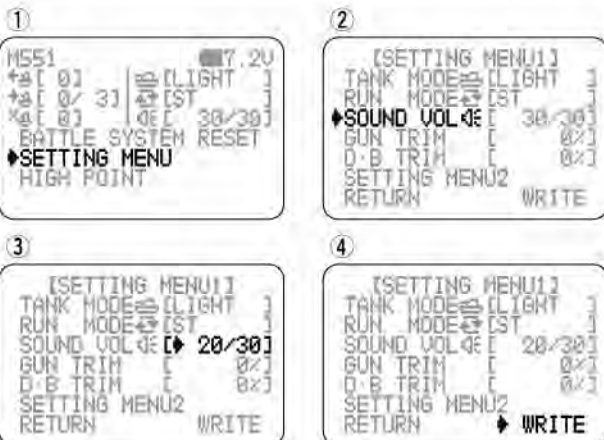 ①
M551 7.2V
[ 0] [LIGHT
[ 0/ 3] [ST
[ 0] [ 30/30]
BATTLE SYSTEM RESET
SETTING MENU
HIGH POINT
②
[SETTING MENU1]
TANK MODE [LIGHT ]
RUN MODE [ST ]
SOUND VOL [ 30/30]
GUN TRIM [ 0%]
D·B TRIM [ 0%]
SETTING MENU2
RETURN WRITE
③
[SETTING MENU1]
TANK MODE [LIGHT ]
RUN MODE [ST ]
SOUND VOL [ 20/30]
GUN TRIM [ 0%]
D·B TRIM [ 0%]
SETTING MENU2
RETURN WRITE
④
[SETTING MENU1]
TANK MODE [LIGHT ]
RUN MODE [ST ]
SOUND VOL [ 20/30]
GUN TRIM [ 0%]
D·B TRIM [ 0%]
SETTING MENU2
RETURN WRITE